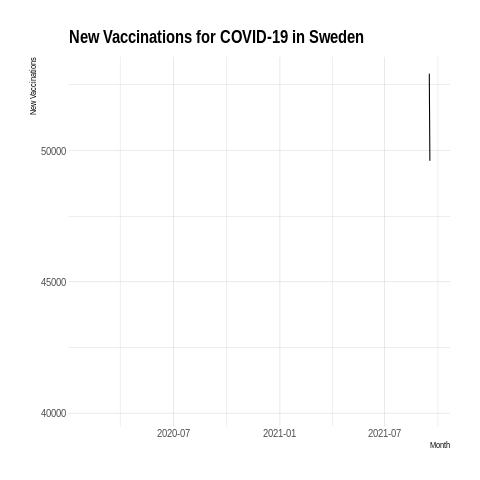 New Vaccinations for COVID-19 in Sweden
New Vaccinations
50000
45000
40000
2020-07
2021-01
2021-07
Month